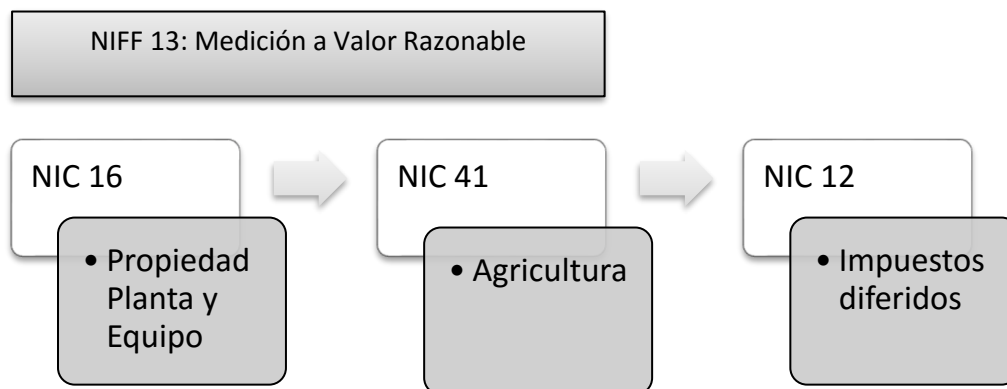 NIFF 13: Medición a Valor Razonable
NIC 16
• Propiedad
Planta y
Equipo
NIC 41
• Agricultura
NIC 12
• Impuestos
diferidos